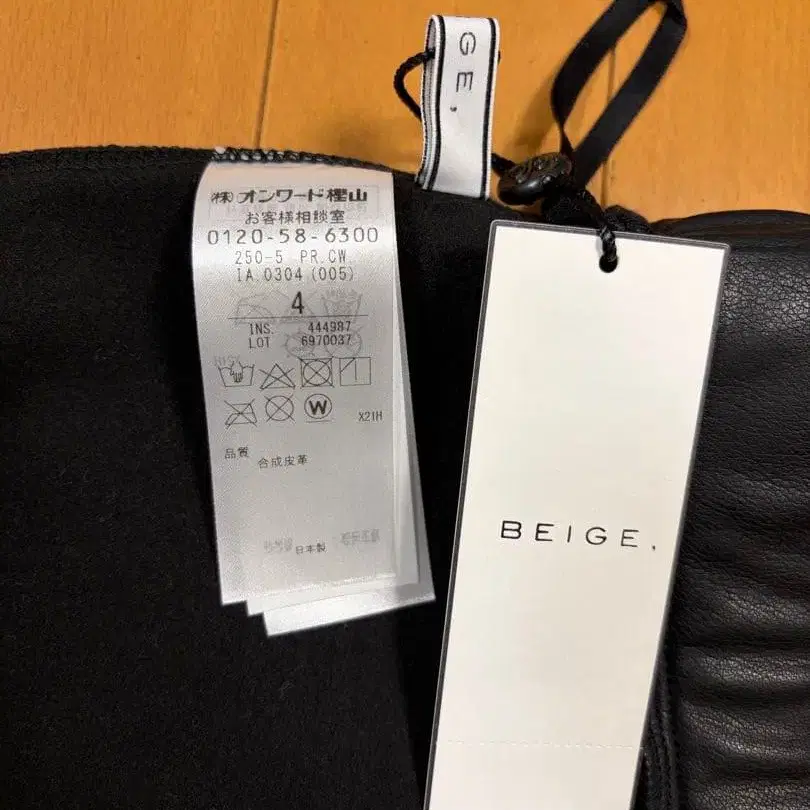 GE,
㈱オンワード樫山
お客様相談室
0120-58-6300
250-5 PR.CW.
IA.0304(005)
4
INS. 444987
LOT 6970037
W
X21H
品質
合成皮革
日本製
BEIGE,